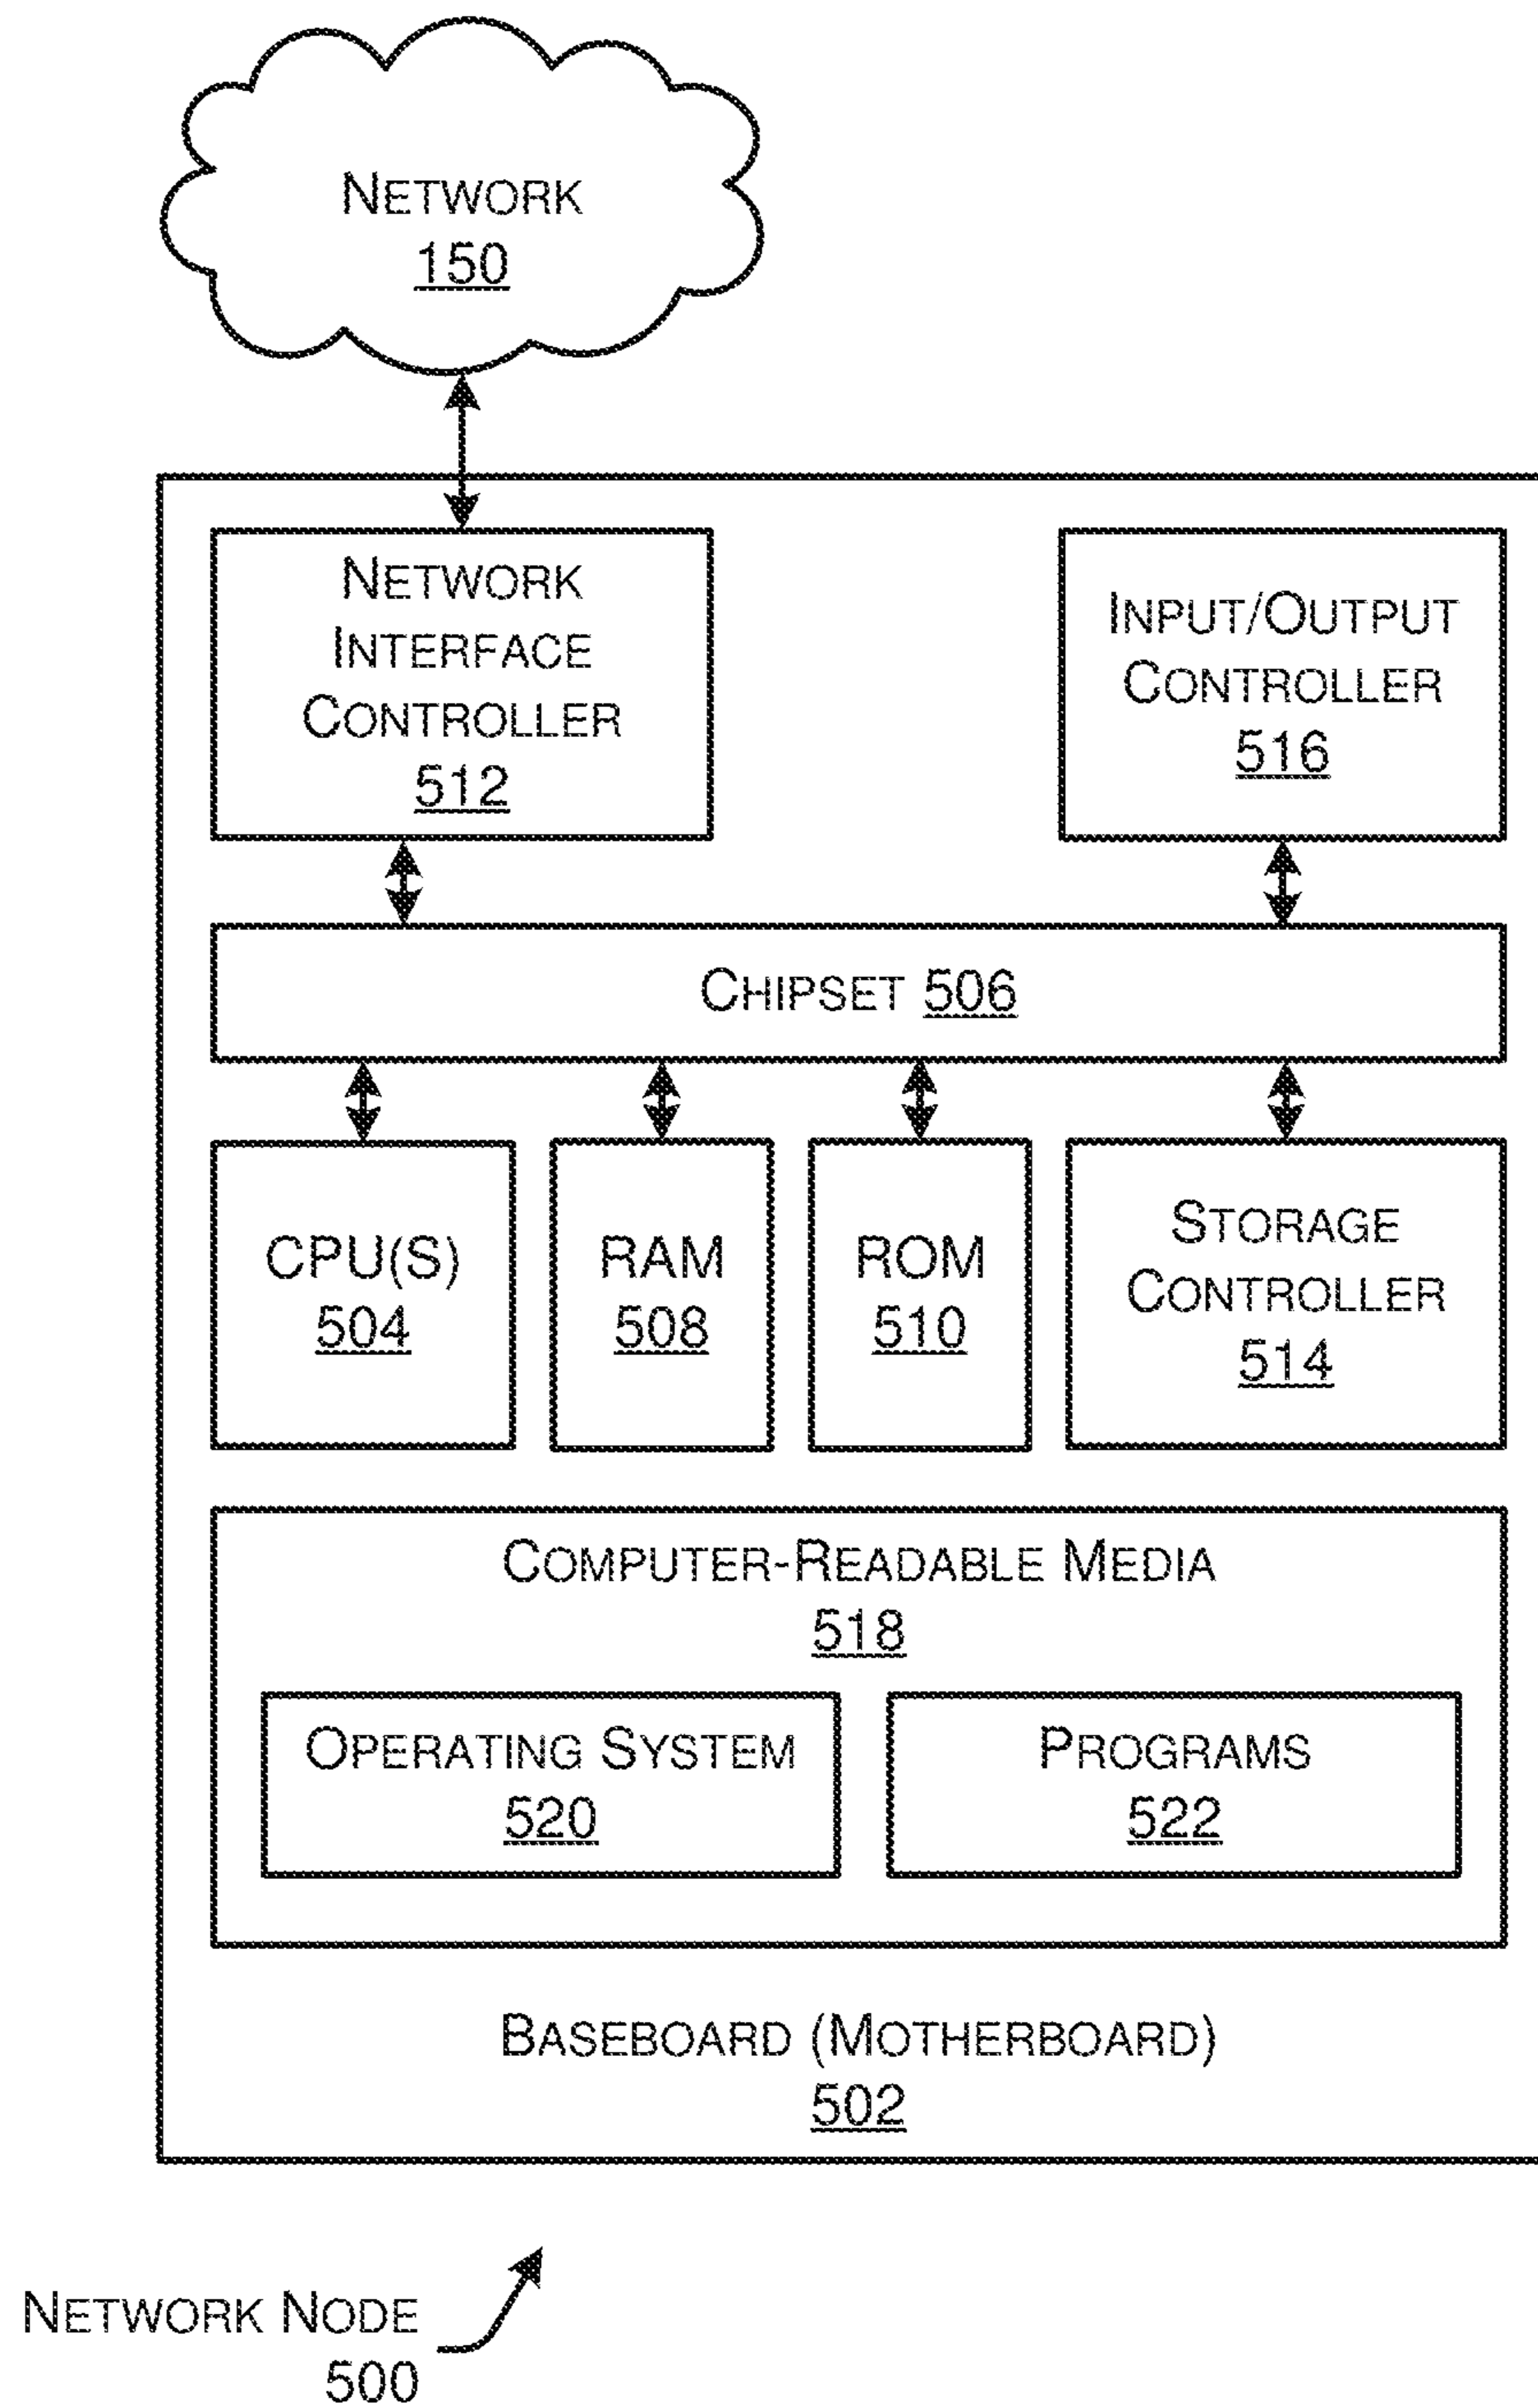 NETWORK
150
NETWORK
INTERFACE
CONTROLLER
512
INPUT/OUTPUT
CONTROLLER
516
CHIPSET 506
CPU(S)
504
RAM
508
ROM
510
STORAGE
CONTROLLER
514
COMPUTER-READABLE MEDIA
518
OPERATING SYSTEM
520
PROGRAMS
522
BASEBOARD (MOTHERBOARD)
502
NETWORK NODE
500